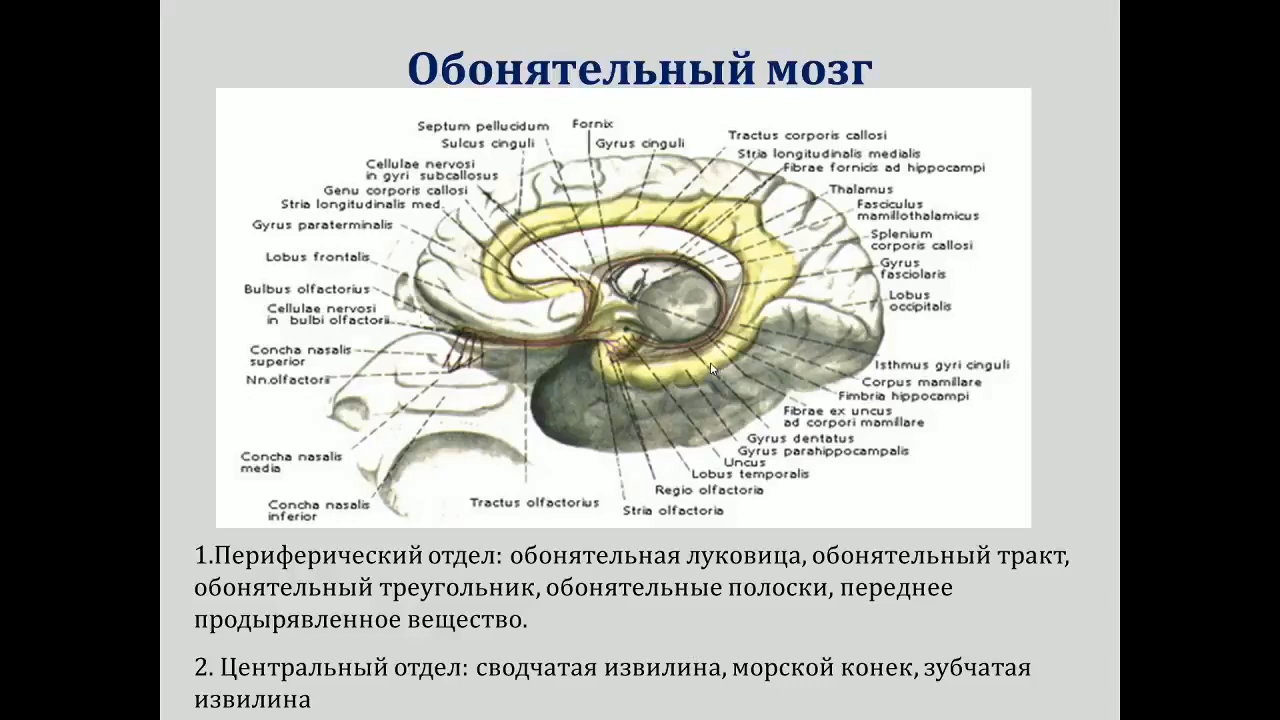 Обонятельный мозг
Septum pellucidum
Fornix
Sulcus cinguli
Gyrus cinguli
Tractus corporis callosi
Stria longitudinalis medialis
Fibrae fornicis ad hippocampi
Cellulae nervosi
in gyri subcallosus
Genu corporis callosi
Stria longitudinalis med.
Gyrus paraterminalis
Lobus frontalis
Bulbus olfactorius
Cellulae nervosi
in bulbi olfactorii
Concha nasalis
superior
Nn.olfactorii
Concha nasalis
media
Concha nasalis
inferior
Thalamus
Fasciculus
mamillothalamicus
Splenium
corporis callosi
Gyrus
fasciolaris
Lobus
occipitalis
Isthmus gyri cinguli
Corpus mamillare
Fimbria hippocampi
Fibrae ex uncus
ad corpori mamillare
Gyrus dentatus
Gyrus parahippocampalis
Uncus
Lobus temporalis
Regio olfactoria
Tractus olfactorius
Stria olfactoria
1.Периферический отдел: обонятельная луковица, обонятельный тракт,
обонятельный треугольник, обонятельные полоски, переднее
продырявленное вещество.
2. Центральный отдел: сводчатая извилина, морской конек, зубчатая
извилина